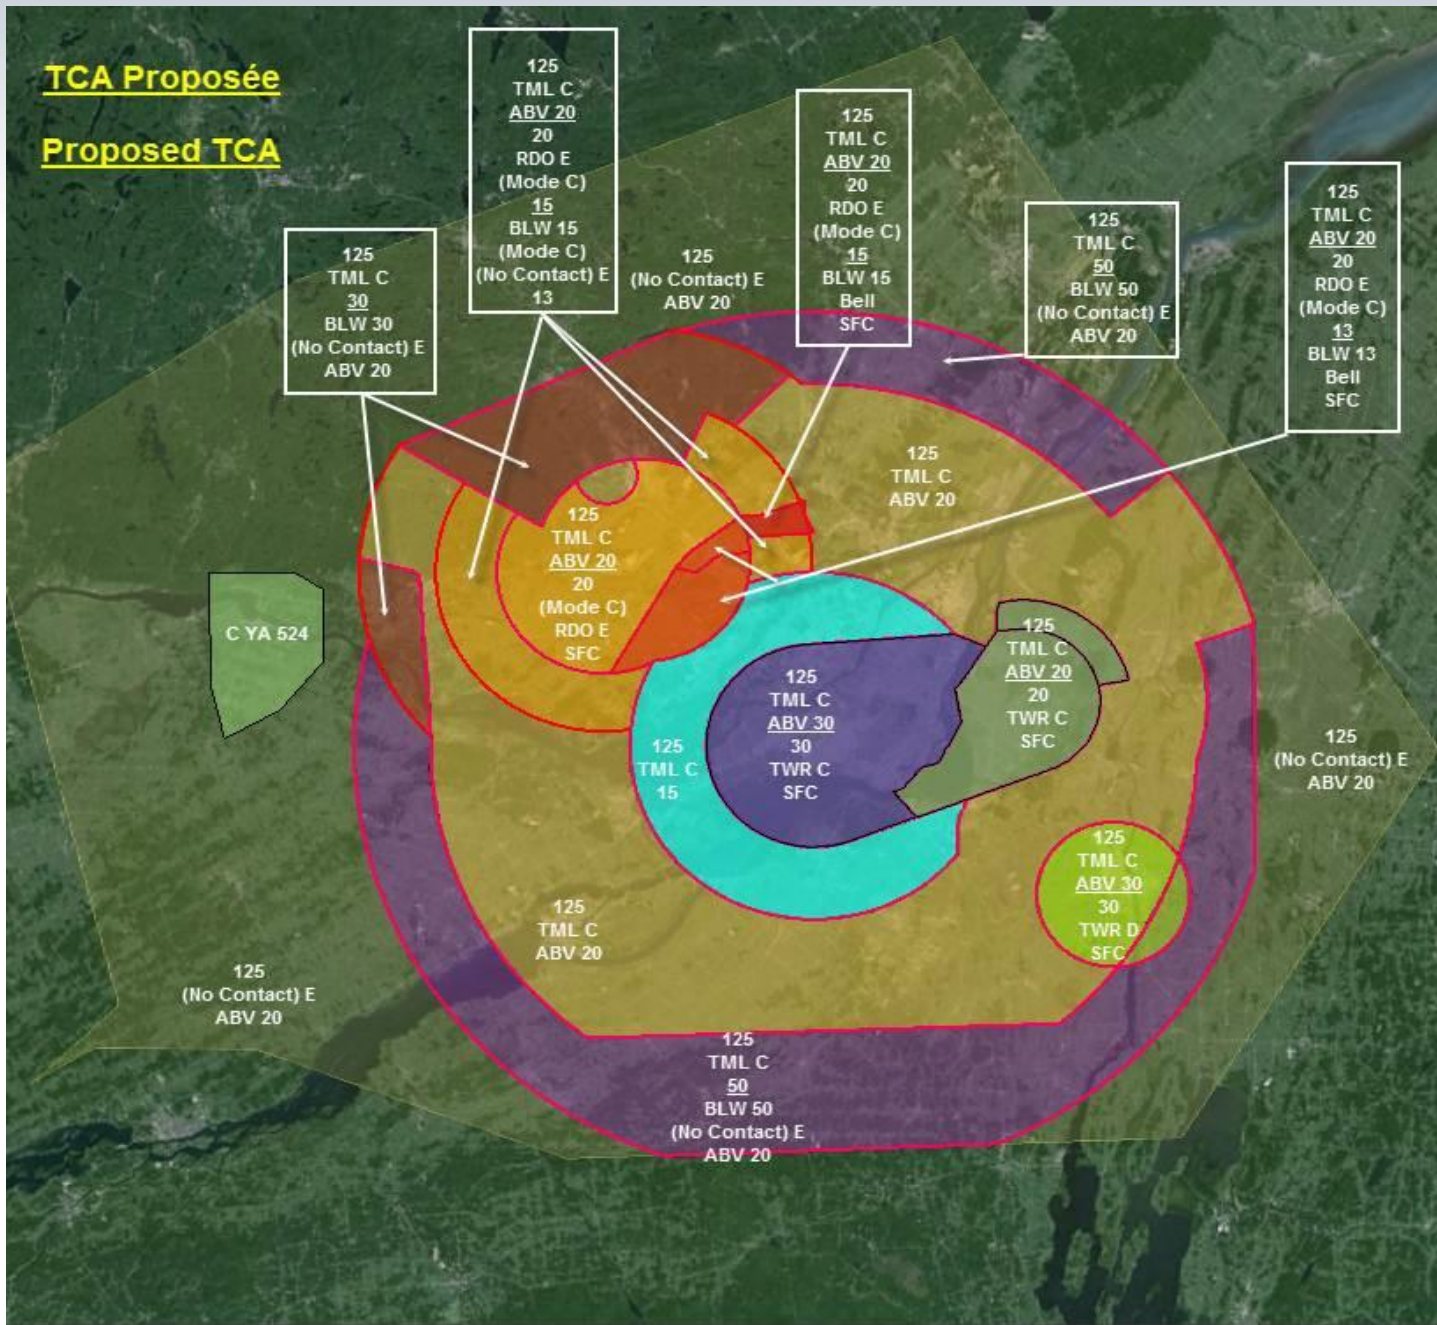 TCA Proposée
Proposed TCA
125
TML C
ABV 20
20
RDO E
(Mode C)
15
BLW 15
(Mode C)
(No Contact) E
13
125
TML C
ABV 20
20
RDO E
(Mode C)
15
BLW 15
Bell
SFC
125
TML C
ABV 20
20
RDO E
(Mode C)
13
BLW 13
Bell
SFC
125
TML C
50
BLW 50
(No Contact) E
ABV 20
125
TML C
30
BLW 30
(No Contact) E
ABV 20
125
(No Contact) E
ABV 20
125
TML C
ABV 20
125
TML C
ABV 20
20
(Mode C)
RDO E
SFC
C YA 524
125
TML C
ABV 20
20
TWR C
SFC
125
TML C
ABV 30
30
TWR C
SFC
125
TML C
15
125
(No Contact) E
ABV 20
125
TML C
ABV 30
30
TWR D
SFC
125
TML C
ABV 20
125
(No Contact) E
ABV 20
125
TML C
50
BLW 50
(No Contact) E
ABV 20